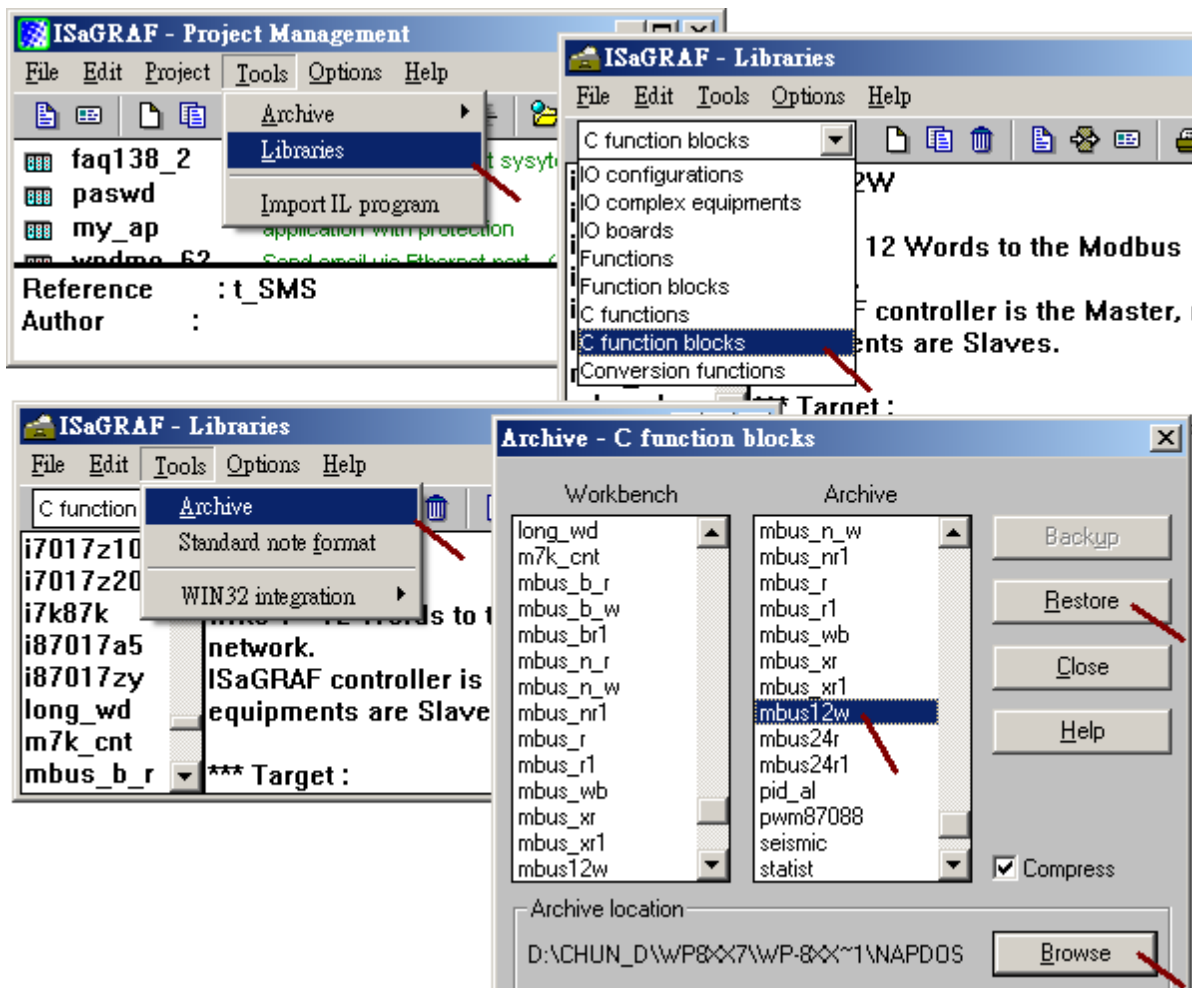 ISaGRAF - Project Management
File Edit Project Tools Options Help
Archive
Libraries
Import IL program
faq138_2
paswd
my_ap
application with protection
Reference : t_SMS
Author :
ISaGRAF - Libraries
File Edit Tools Options Help
C function blocks
IO configurations
IO complex equipments
IO boards
Functions
Function blocks
C functions
C function blocks
Conversion functions
2W
12 Words to the Modbus
controller is the Master,
ents are Slaves.
*** Target :
ISaGRAF - Libraries
File Edit Tools Options Help
C function
Archive
Standard note format
WIN32 integration
i7017z10
i7017z20
i7k87k
i87017a5
i87017zy
long_wd
m7k_cnt
mbus_b_r
12 Words to t
network.
ISaGRAF controller is
equipments are Slave
*** Target :
Archive - C function blocks
Workbench
long_wd
m7k_cnt
mbus_b_r
mbus_b_w
mbus_br1
mbus_n_r
mbus_n_w
mbus_nr1
mbus_r
mbus_r1
mbus_wb
mbus_xr
mbus_xr1
mbus12w
Archive
mbus_n_w
mbus_nr1
mbus_r
mbus_r1
mbus_wb
mbus_xr
mbus_xr1
mbus12w
mbus24r
mbus24r1
pid_al
pwm87088
seismic
statist
Backup
Restore
Close
Help
Compress
Archive location
D:\CHUN_D\WP8XX7\WP-8XX~1\NAPDOS
Browse